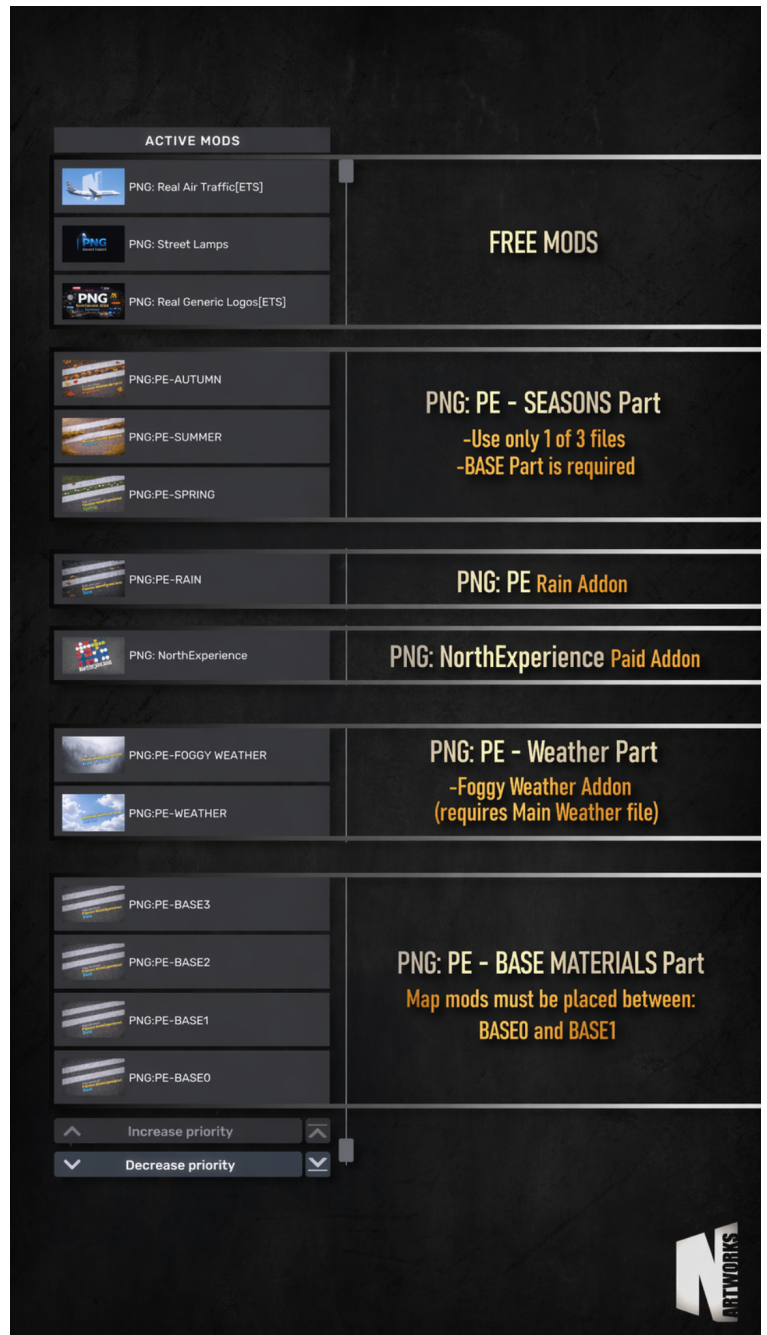 ACTIVE MODS
PNG: Real Air Traffic[ETS]
PNG
PNG: Street Lamps
FREE MODS
PNG
PNG: Real Generic Logos[ETS]
PNG:PE-AUTUMN
PNG: PE - SEASONS Part
PNG:PE-SUMMER
-Use only 1 of 3 files
-BASE Part is required
PNG:PE-SPRING
PNG:PE-RAIN
PNG: PE Rain Addon
PNG: NorthExperience
PNG: NorthExperience Paid Addon
PNG:PE-FOGGY WEATHER
PNG: PE - Weather Part
-Foggy Weather Addon
PNG:PE-WEATHER
(requires Main Weather file)
PNG:PE-BASE3
PNG:PE-BASE2
PNG: PE - BASE MATERIALS Part
Map mods must be placed between:
PNG:PE-BASE1
BASE0 and BASE1
PNG:PE-BASE0
Increase priority
Decrease priority
N ARTWORKS